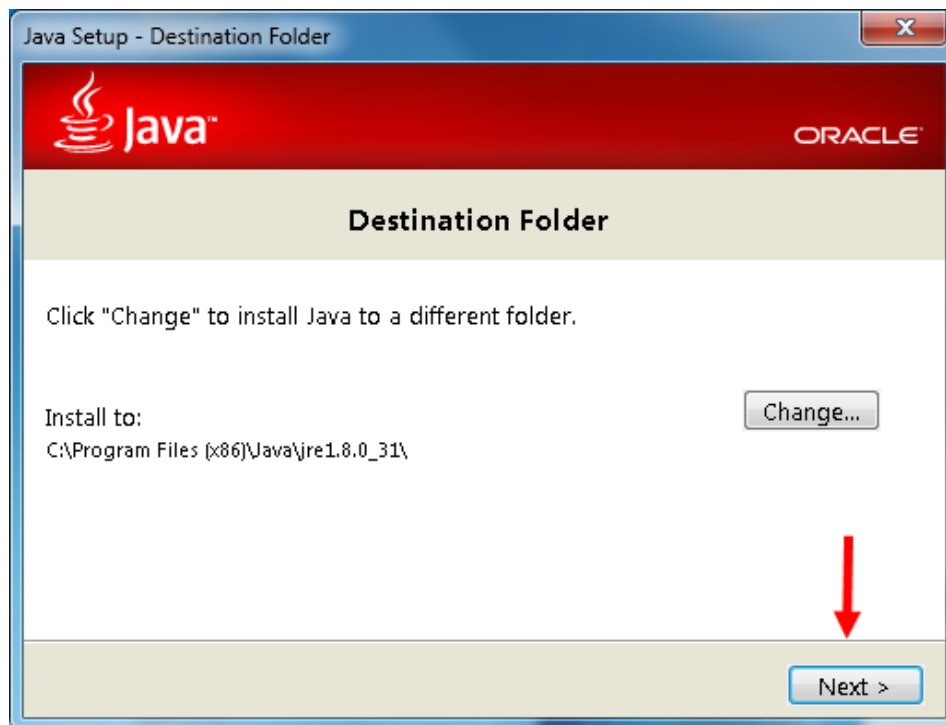 Java Setup - Destination Folder
x
Java™
ORACLE
Destination Folder
Click "Change" to install Java to a different folder.
Install to:
Change...
C:\Program Files (x86)\Java\jre1.8.0_31\
Next >